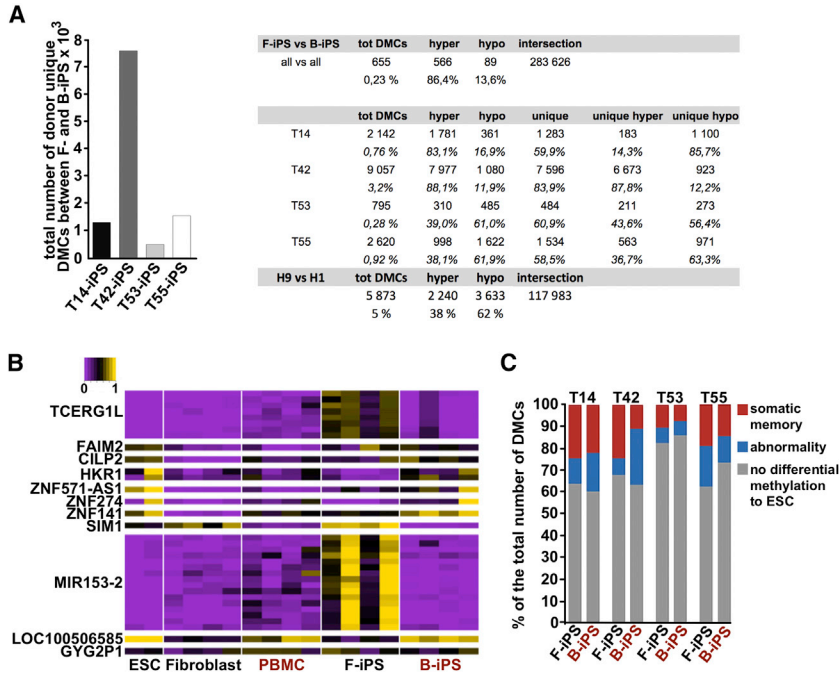 A
total number of donor unique
DMCs between F- and B-iPS x 10³
8
7
6
5
4
3
2
1
0
T14-iPS
T42-iPS
T53-iPS
T55-iPS
F-iPS vs B-iPS tot DMCs hyper hypo intersection
all vs all 655 566 89 283 626
0,23 % 86,4% 13,6%
tot DMCs hyper hypo unique unique hyper unique hypo
T14 2 142 1 781 361 1 283 183 1 100
0,76 % 83,1% 16,9% 59,9% 14,3% 85,7%
T42 9 057 7 977 1 080 7 596 6 673 923
3,2% 88,1% 11,9% 83,9% 87,8% 12,2%
T53 795 310 485 484 211 273
0,28 % 39,0% 61,0% 60,9% 43,6% 56,4%
T55 2 620 998 1 622 1 534 563 971
0,92 % 38,1% 61,9% 58,5% 36,7% 63,3%
H9 vs H1 tot DMCs hyper hypo intersection
5 873 2 240 3 633 117 983
5 % 38 % 62 %
B
0 1
TCERG1L
FAIM2
CILP2
HKR1
ZNF571-AS1
ZNF274
ZNF141
SIM1
MIR153-2
LOC100506585
GYG2P1
ESC Fibroblast PBMC F-iPS B-iPS
C
% of the total number of DMCs
100
90
80
70
60
50
40
30
20
10
0
T14 T42 T53 T55
F-iPS
B-iPS
F-iPS
B-iPS
F-iPS
B-iPS
F-iPS
B-iPS
somatic
memory
abnormality
no differential
methylation
to ESC